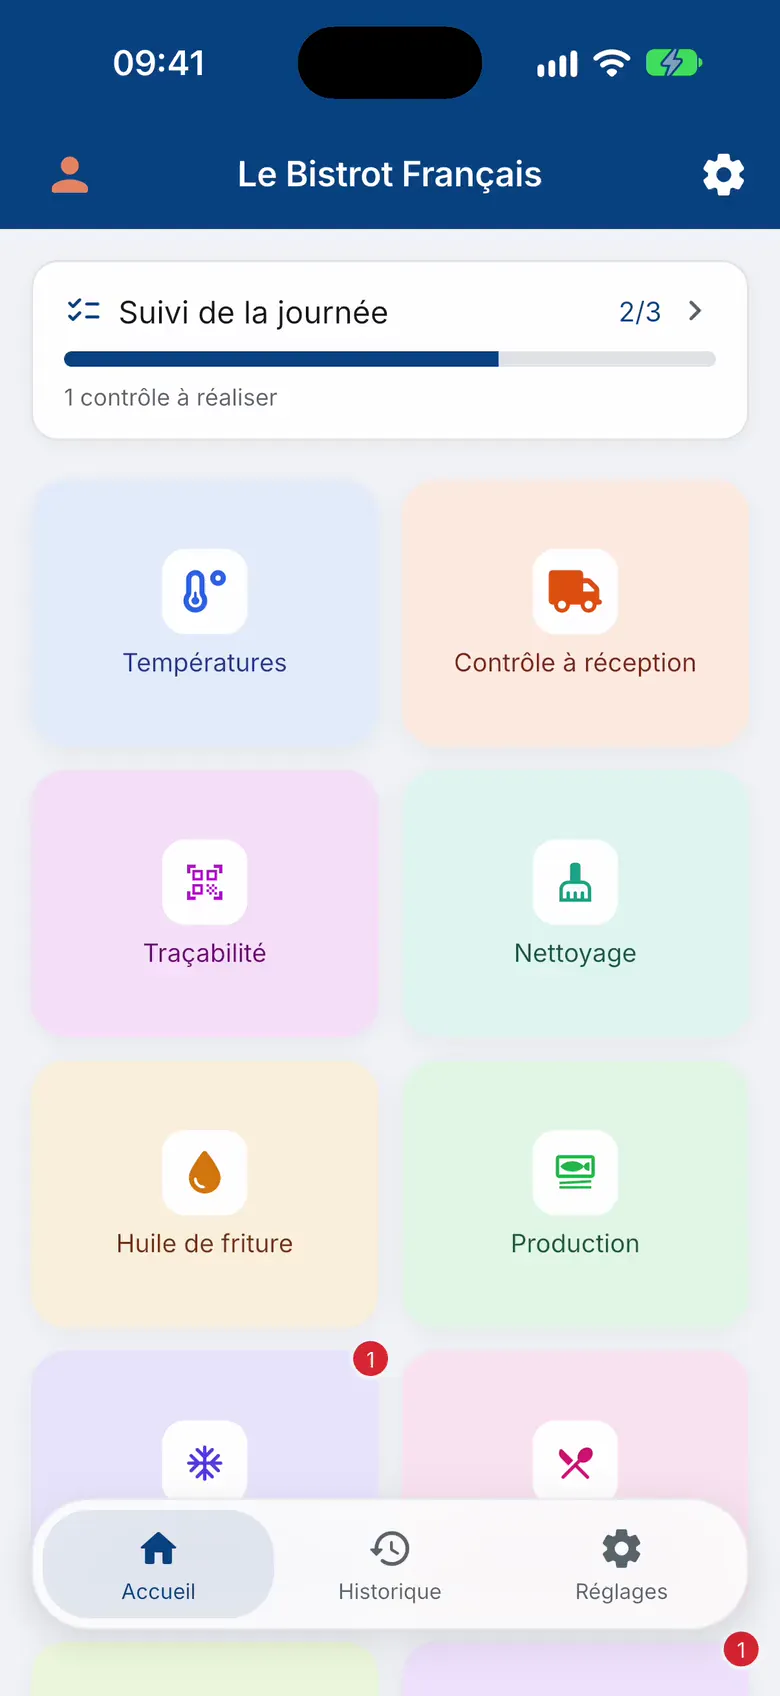 09:41
Le Bistrot Français
Suivi de la journée 2/3
1 contrôle à réaliser
Températures
Contrôle à réception
Traçabilité
Nettoyage
Huile de friture
Production
1
Accueil
Historique
Réglages
1